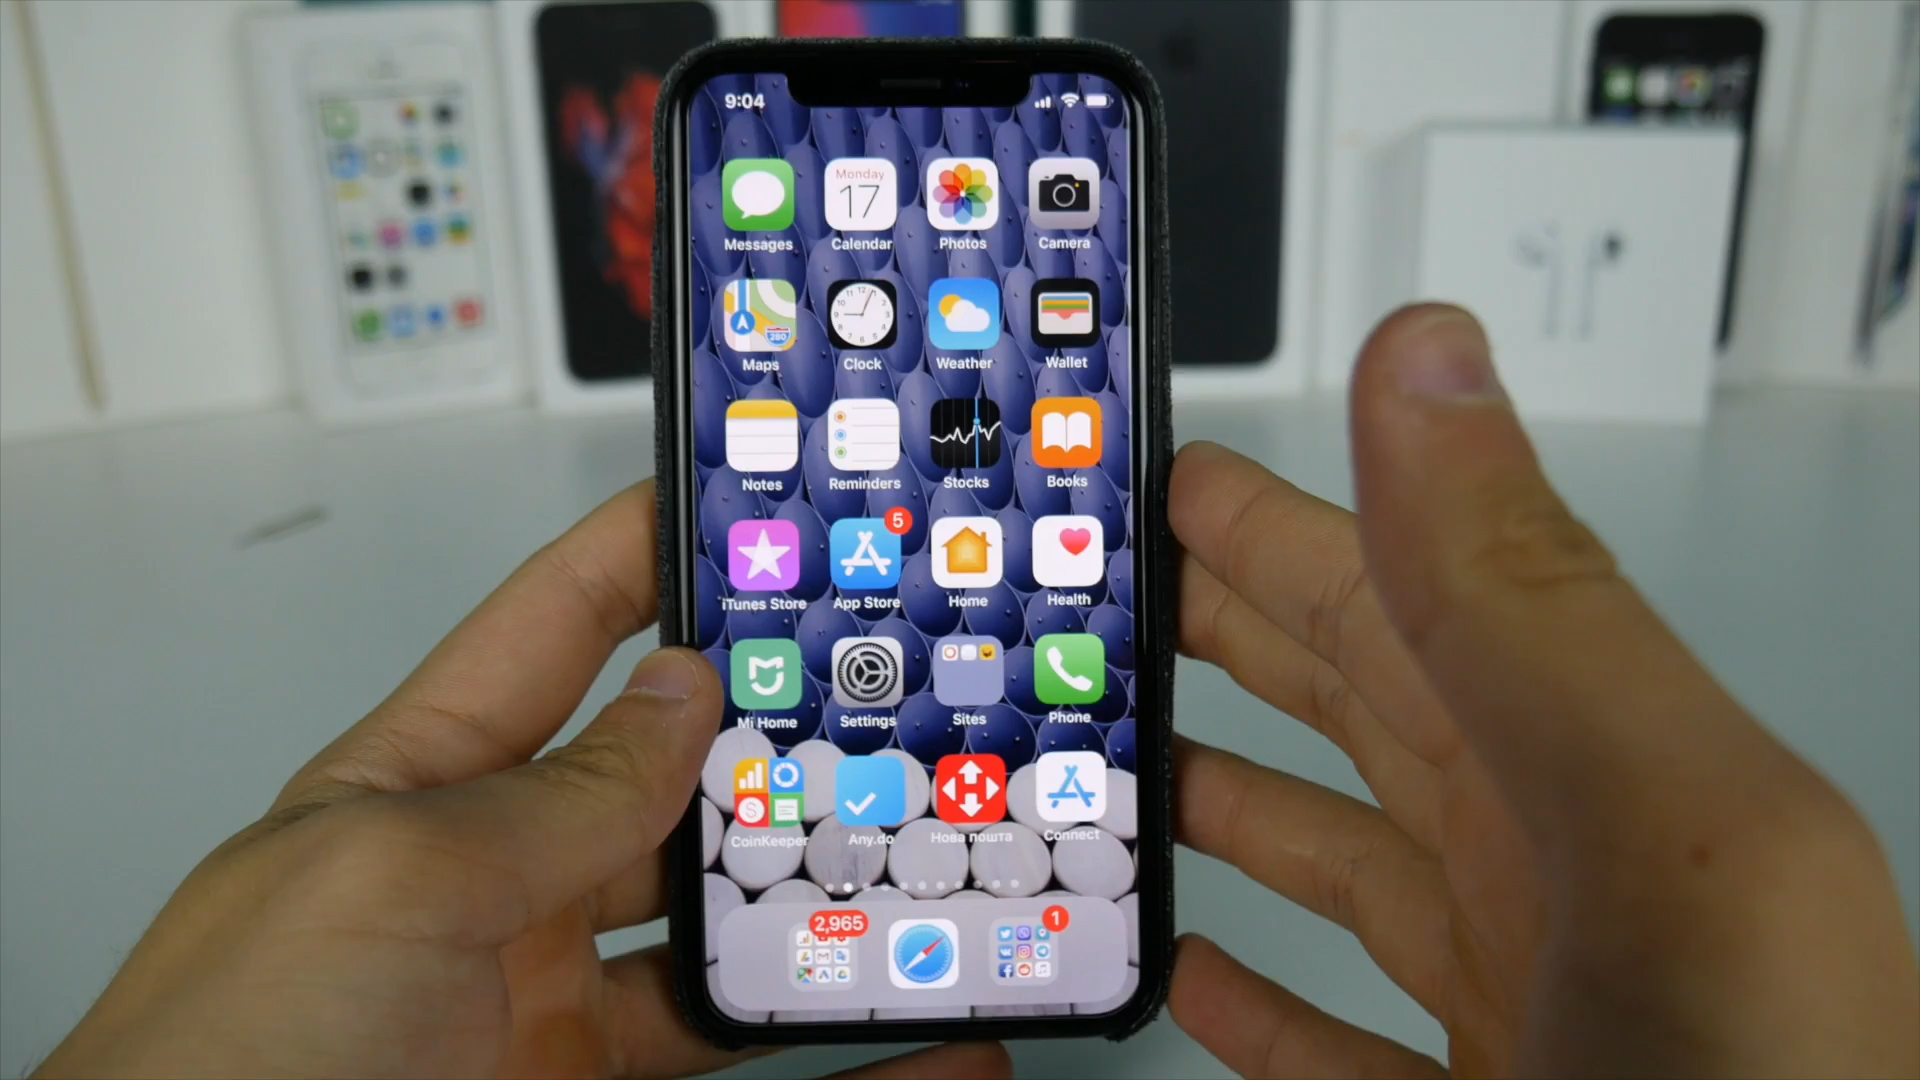 9:04
Monday
17
Messages Calendar Photos Camera
280
Maps Clock Weather Wallet
Notes Reminders Stocks Books
5
iTunes Store App Store Home Health
Mi Home Settings Sites Phone
CoinKeeper Any.do Нова пошта Connect
2,965 1